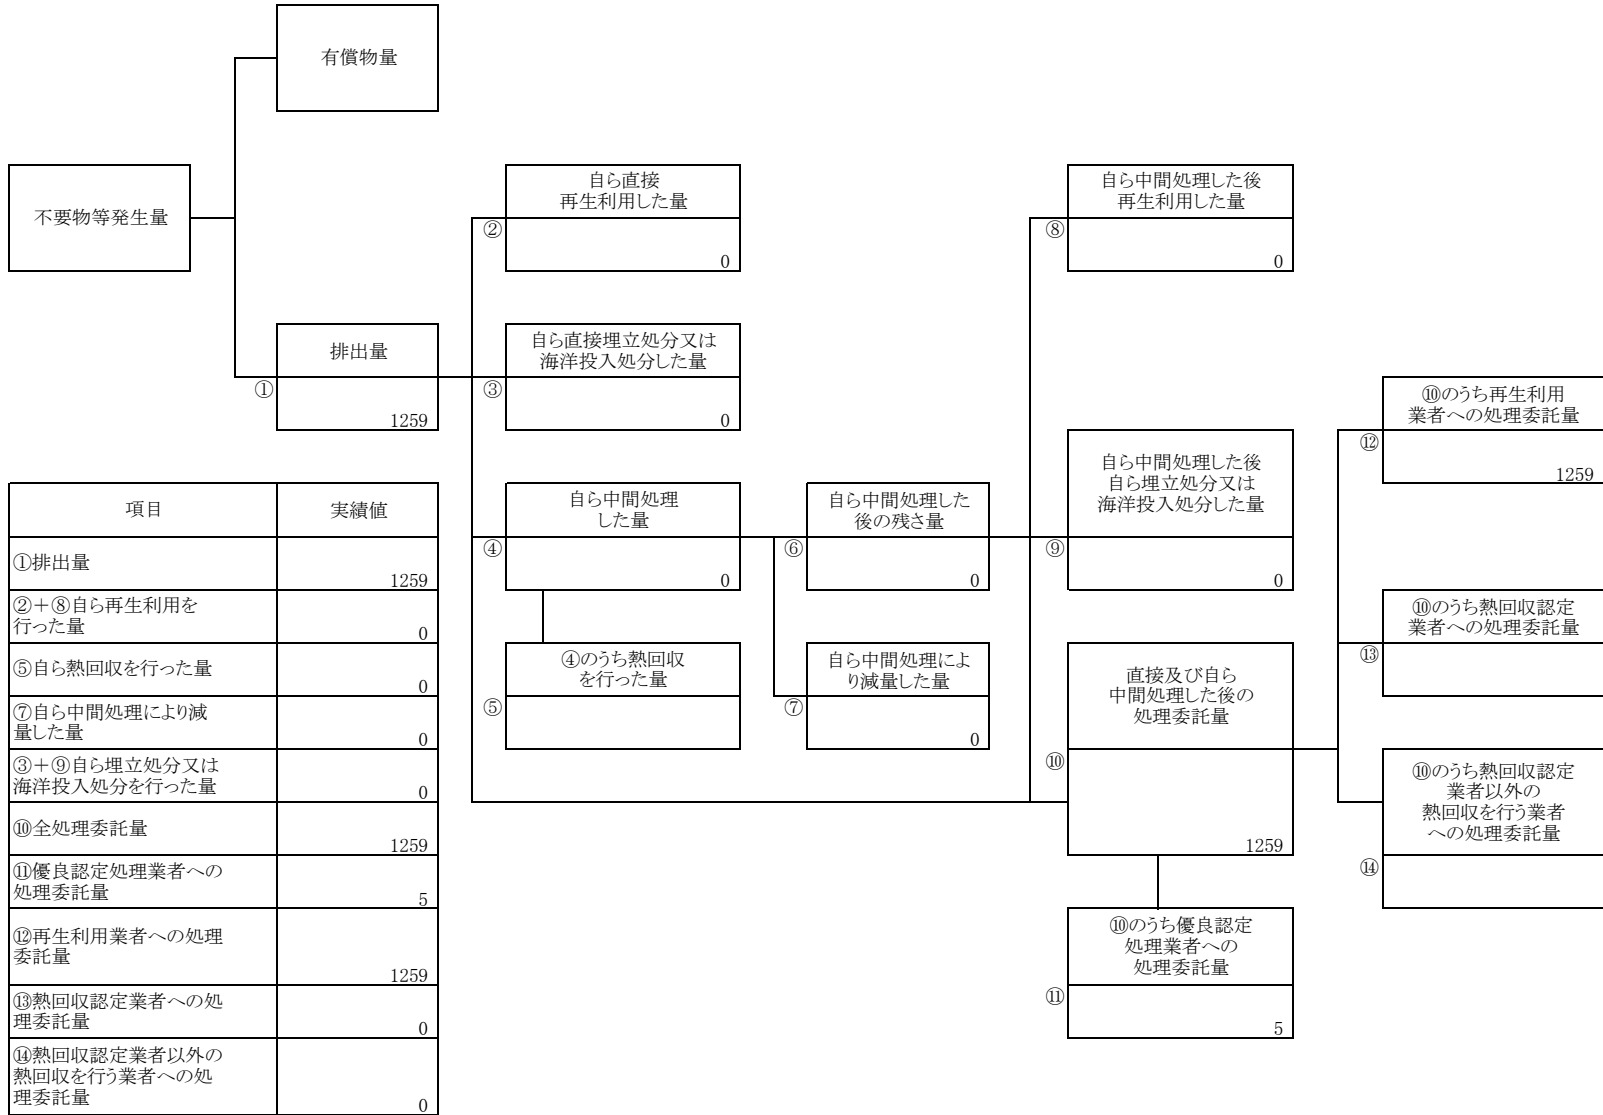 有償物量
不要物等発生量
自ら直接
再生利用した量
②
0
自ら中間処理した後
再生利用した量
⑧
0
排出量
①
1259
自ら直接埋立処分又は
海洋投入処分した量
③
0
⑩のうち再生利用
業者への処理委託量
⑫
1259
自ら中間処理
した量
④
0
自ら中間処理した
後の残さ量
⑥
0
自ら中間処理した後
自ら埋立処分又は
海洋投入処分した量
⑨
0
⑩のうち熱回収認定
業者への処理委託量
⑬
④のうち熱回収
を行った量
⑤
自ら中間処理によ
り減量した量
⑦
0
直接及び自ら
中間処理した後の
処理委託量
⑩
1259
⑩のうち熱回収認定
業者以外の
熱回収を行う業者
への処理委託量
⑭
⑩のうち優良認定
処理業者への
処理委託量
⑪
5
項目 実績値
①排出量
1259
②＋⑧自ら再生利用を
行った量 0
⑤自ら熱回収を行った量
0
⑦自ら中間処理により減
量した量 0
③＋⑨自ら埋立処分又は
海洋投入処分を行った量 0
⑩全処理委託量
1259
⑪優良認定処理業者への
処理委託量 5
⑫再生利用業者への処理
委託量
1259
⑬熱回収認定業者への処
理委託量 0
⑭熱回収認定業者以外の
熱回収を行う業者への処
理委託量 0